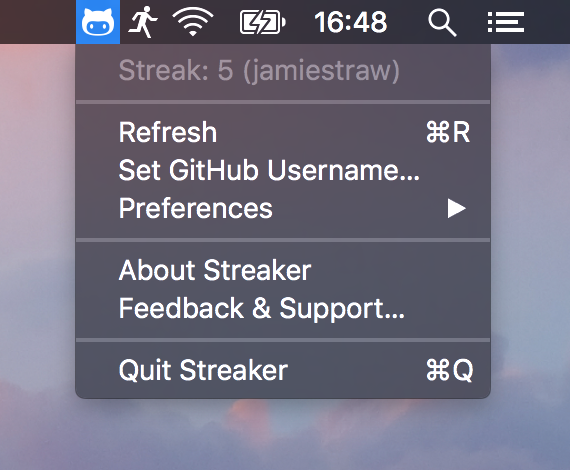 16:48
Streak: 5 (jamiestraw)
Refresh ⌘R
Set GitHub Username...
Preferences ▶
About Streaker
Feedback & Support...
Quit Streaker ⌘Q